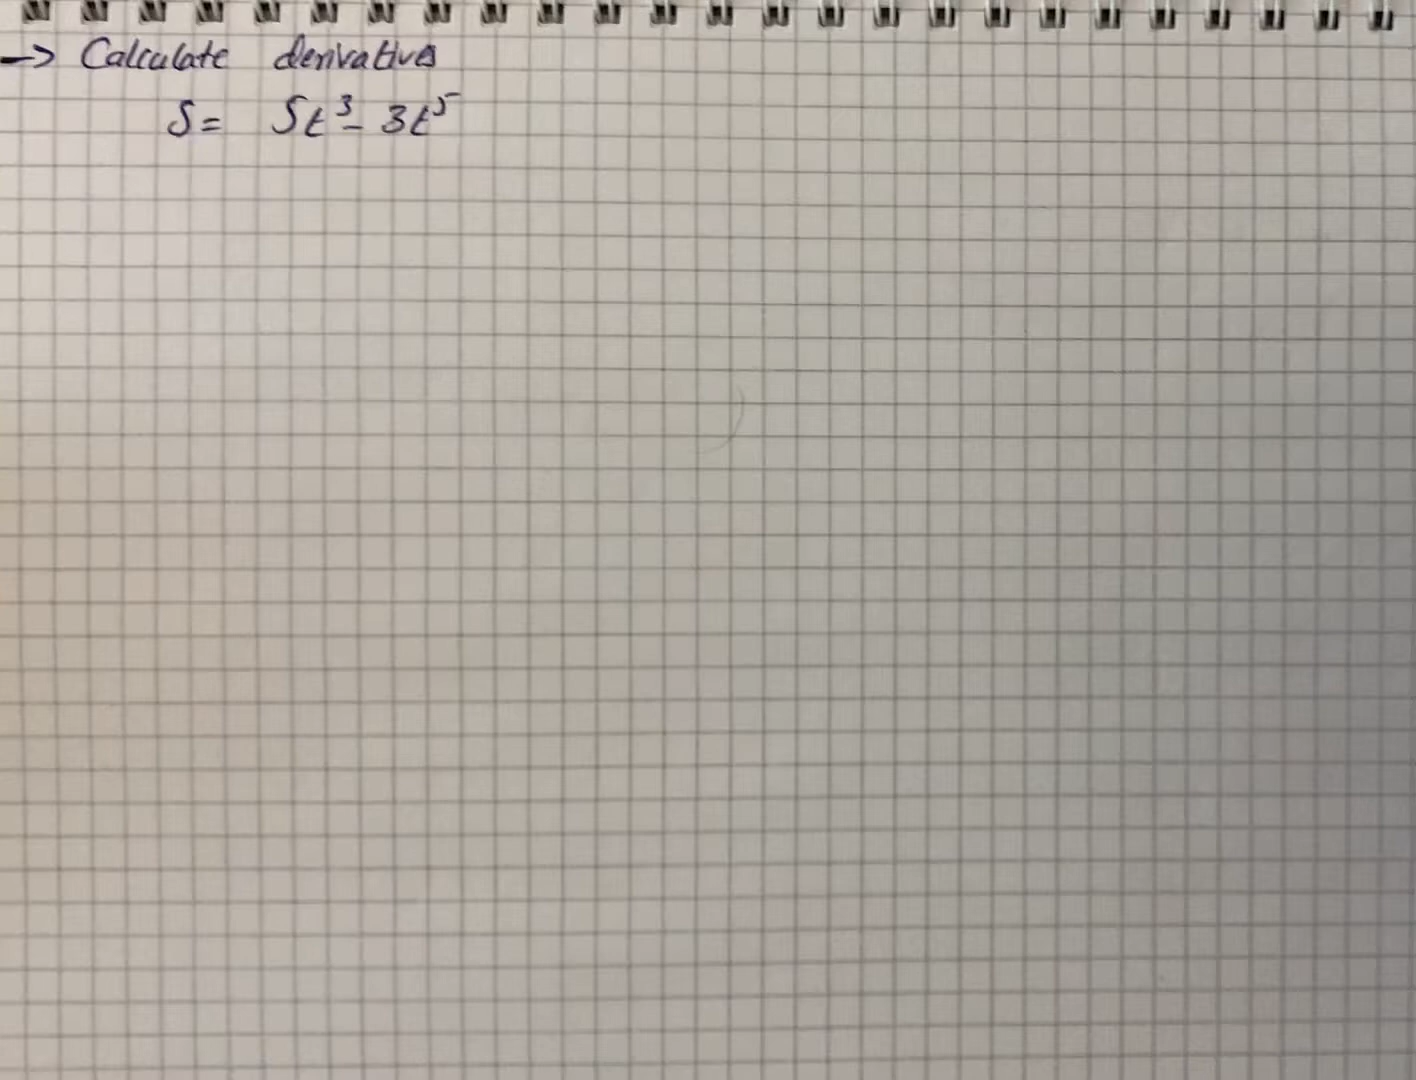 → Calculate derivatives
S = 5t³ - 3t⁵